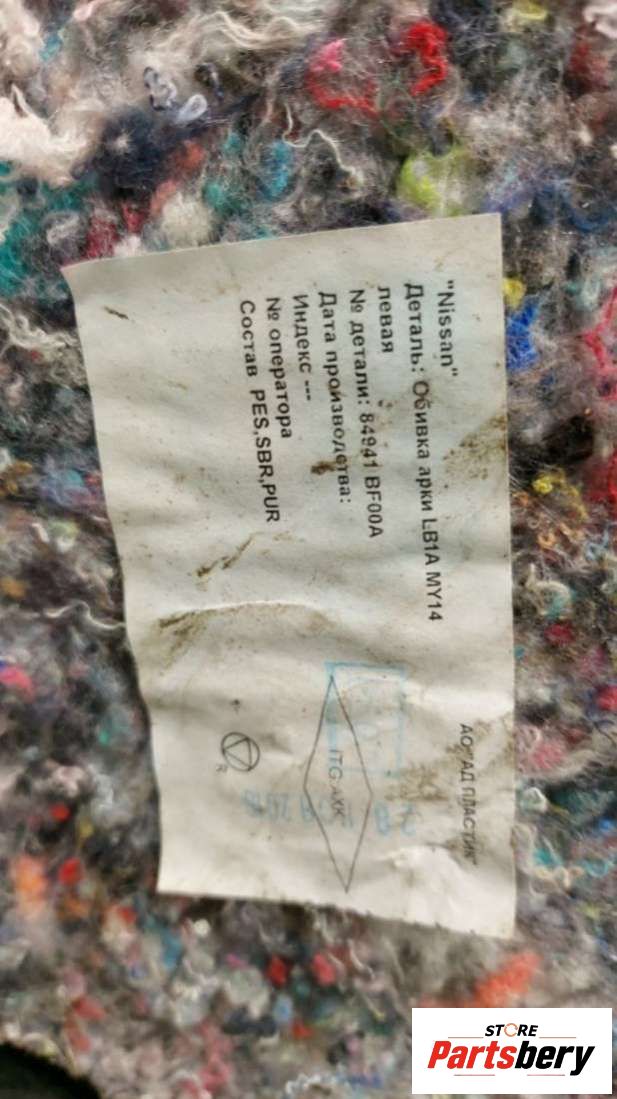 "Nissan"
Деталь: Обивка арки LB1A MY14
левая
№ детали: 84941 BF00A
Дата производства:
Индекс ---
№ оператора
Состав PES,SBR,PUR
АО"АД ПЛАСТИК"
ITG-AXK
R
STORE
Partsbery